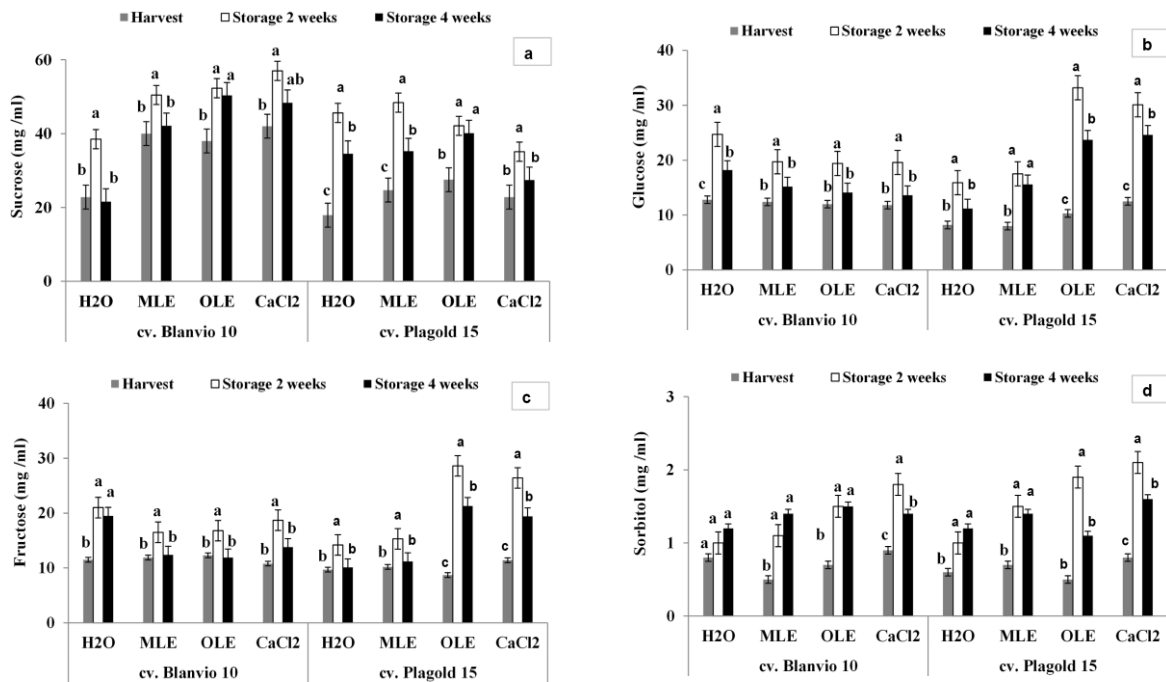 Harvest Storage 2 weeks Storage 4 weeks
a
Sucrose (mg /ml)
60
40
20
0
b a b b a b b a a b a ab c a b c a b b a a b a b
H2O MLE OLE CaCl2 H2O MLE OLE CaCl2
cv. Blanvio 10 cv. Plagold 15
Harvest Storage 2 weeks Storage 4 weeks
b
Glucose (mg /ml)
40
30
20
10
0
c a b b a b b a b b a b b a b b a a c a b c a b
H2O MLE OLE CaCl2 H2O MLE OLE CaCl2
cv. Blanvio 10 cv. Plagold 15
Harvest Storage 2 weeks Storage 4 weeks
c
Fructose (mg /ml)
40
30
20
10
0
b a a b a b b a b b a b b a b b a b c a b c a b
H2O MLE OLE CaCl2 H2O MLE OLE CaCl2
cv. Blanvio 10 cv. Plagold 15
Harvest Storage 2 weeks Storage 4 weeks
d
Sorbitol (mg /ml)
3
2
1
0
a a a b a a b a a c a b b a a b a a c a b c a b
H2O MLE OLE CaCl2 H2O MLE OLE CaCl2
cv. Blanvio 10 cv. Plagold 15